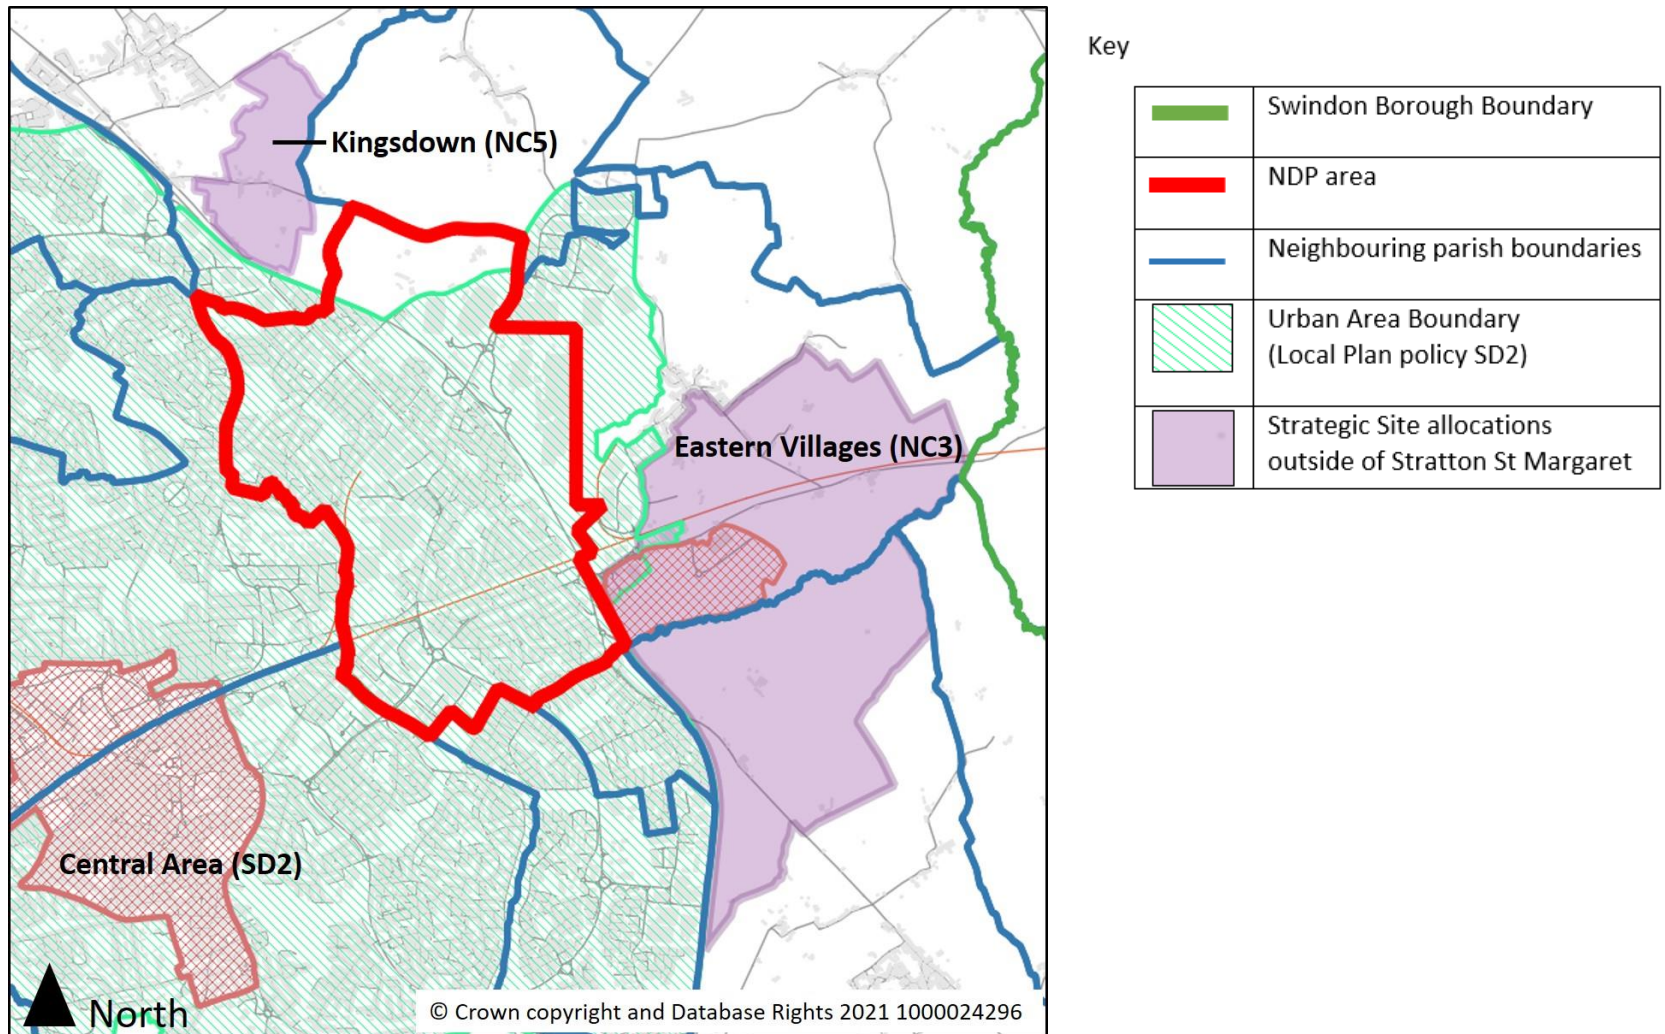 Kingsdown (NC5)
Eastern Villages (NC3)
Central Area (SD2)
North
© Crown copyright and Database Rights 2021 1000024296
Key
Swindon Borough Boundary
NDP area
Neighbouring parish boundaries
Urban Area Boundary
(Local Plan policy SD2)
Strategic Site allocations
outside of Stratton St Margaret